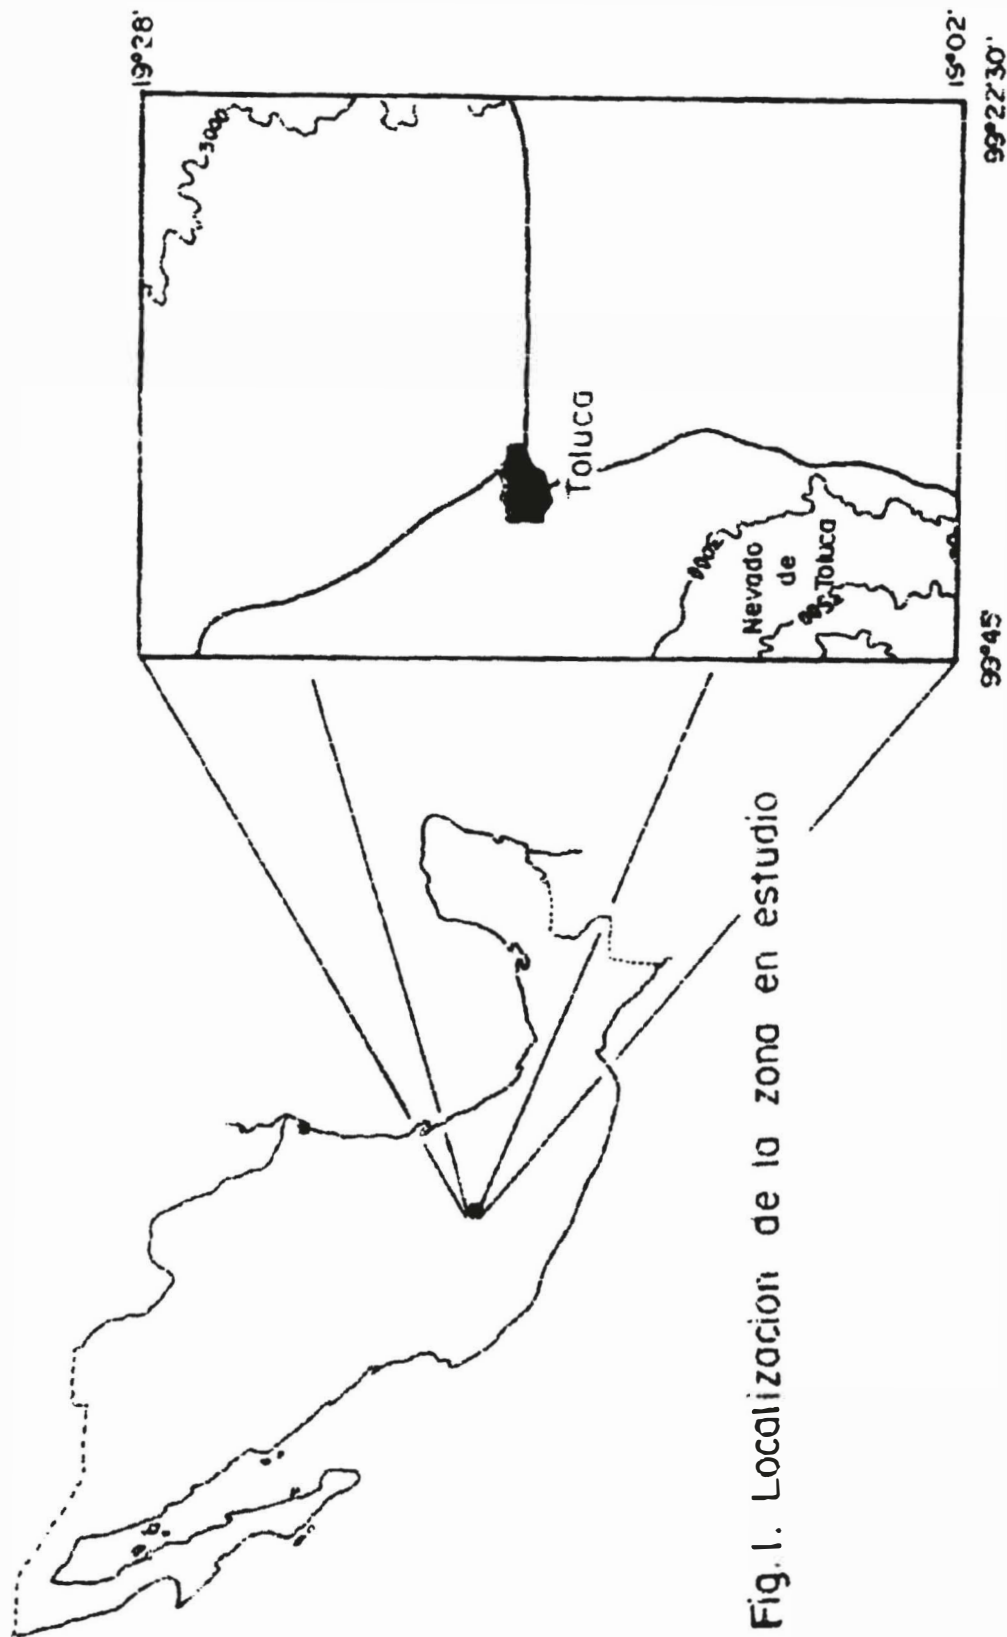 19°28'
3000
Toluca
Nevado
de
Toluca
19°02'
99°45'
99°22'30"
Fig. 1. Localizacion de la zona en estudio